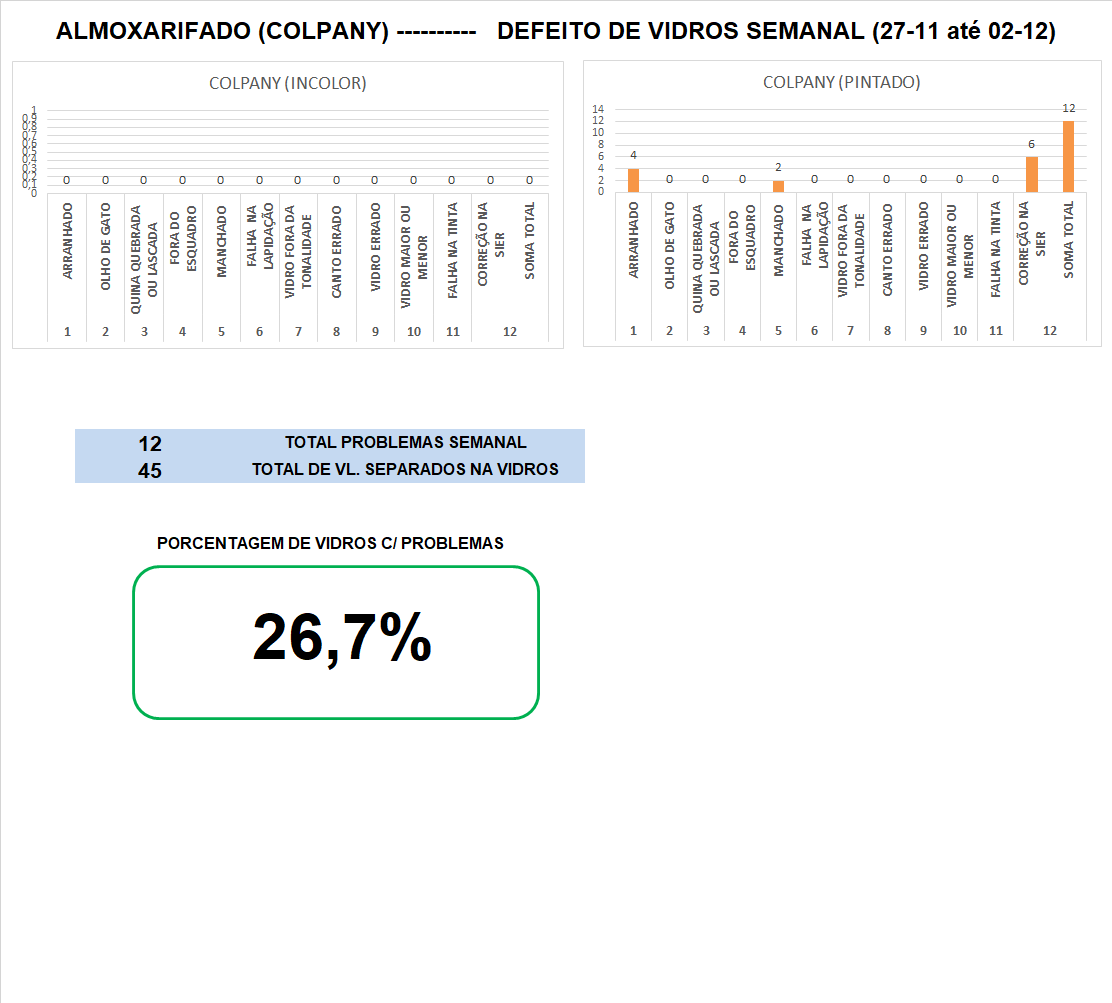 ALMOXARIFADO (COLPANY) ---------- DEFEITO DE VIDROS SEMANAL (27-11 até 02-12)
COLPANY (INCOLOR)
1
0,9
0,8
0,7
0,6
0,5
0,4
0,3
0,2
0,1
0
0 0 0 0 0 0 0 0 0 0 0 0 0
ARRANHADO
OLHO DE GATO
QUINA QUEBRADA
OU LASCADA
FORA DO
ESQUADRO
MANCHADO
FALHA NA
LAPIDAÇÃO
VIDRO FORA DA
TONALIDADE
CANTO ERRADO
VIDRO ERRADO
VIDRO MAIOR OU
MENOR
FALHA NA TINTA
CORREÇÃO NA
SIER
SOMA TOTAL
1 2 3 4 5 6 7 8 9 10 11 12
COLPANY (PINTADO)
14
12
10
8
6
4
2
0
4 0 0 0 2 0 0 0 0 0 0 6 12
ARRANHADO
OLHO DE GATO
QUINA QUEBRADA
OU LASCADA
FORA DO
ESQUADRO
MANCHADO
FALHA NA
LAPIDAÇÃO
VIDRO FORA DA
TONALIDADE
CANTO ERRADO
VIDRO ERRADO
VIDRO MAIOR OU
MENOR
FALHA NA TINTA
CORREÇÃO NA
SIER
SOMA TOTAL
1 2 3 4 5 6 7 8 9 10 11 12
12 TOTAL PROBLEMAS SEMANAL
45 TOTAL DE VL. SEPARADOS NA VIDROS
PORCENTAGEM DE VIDROS C/ PROBLEMAS
26,7%